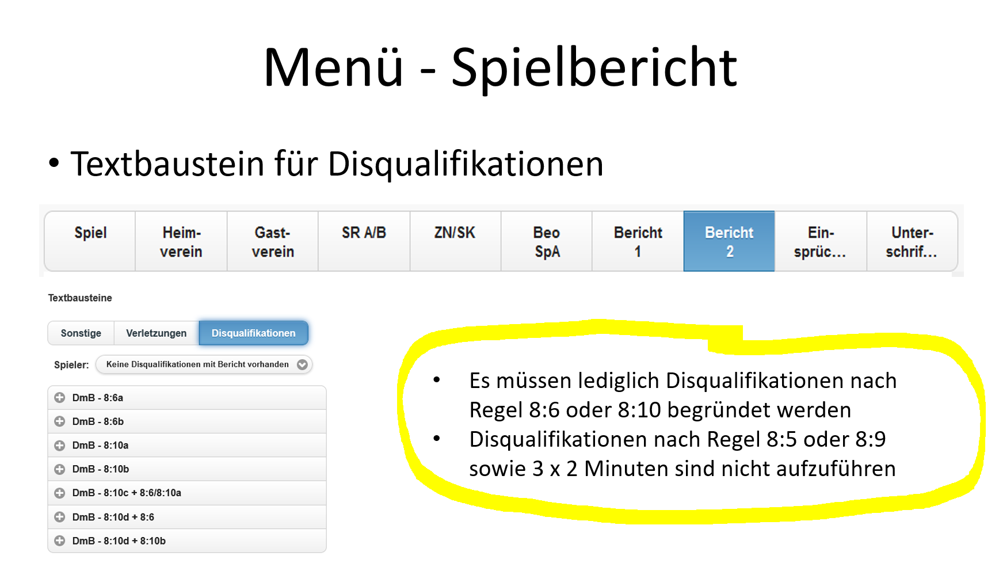 Menü - Spielbericht
• Textbaustein für Disqualifikationen
Spiel Heim- Gast- SR A/B ZN/SK Beo Bericht Bericht Ein- Unter-
verein verein SpA 1 2 sprüc... schrif...
Textbausteine
Sonstige Verletzungen Disqualifikationen
Spieler: Keine Disqualifikationen mit Bericht vorhanden
DmB - 8:6a
DmB - 8:6b
DmB - 8:10a
DmB - 8:10b
DmB - 8:10c + 8:6/8:10a
DmB - 8:10d + 8:6
DmB - 8:10d + 8:10b
• Es müssen lediglich Disqualifikationen nach
Regel 8:6 oder 8:10 begründet werden
• Disqualifikationen nach Regel 8:5 oder 8:9
sowie 3 x 2 Minuten sind nicht aufzuführen